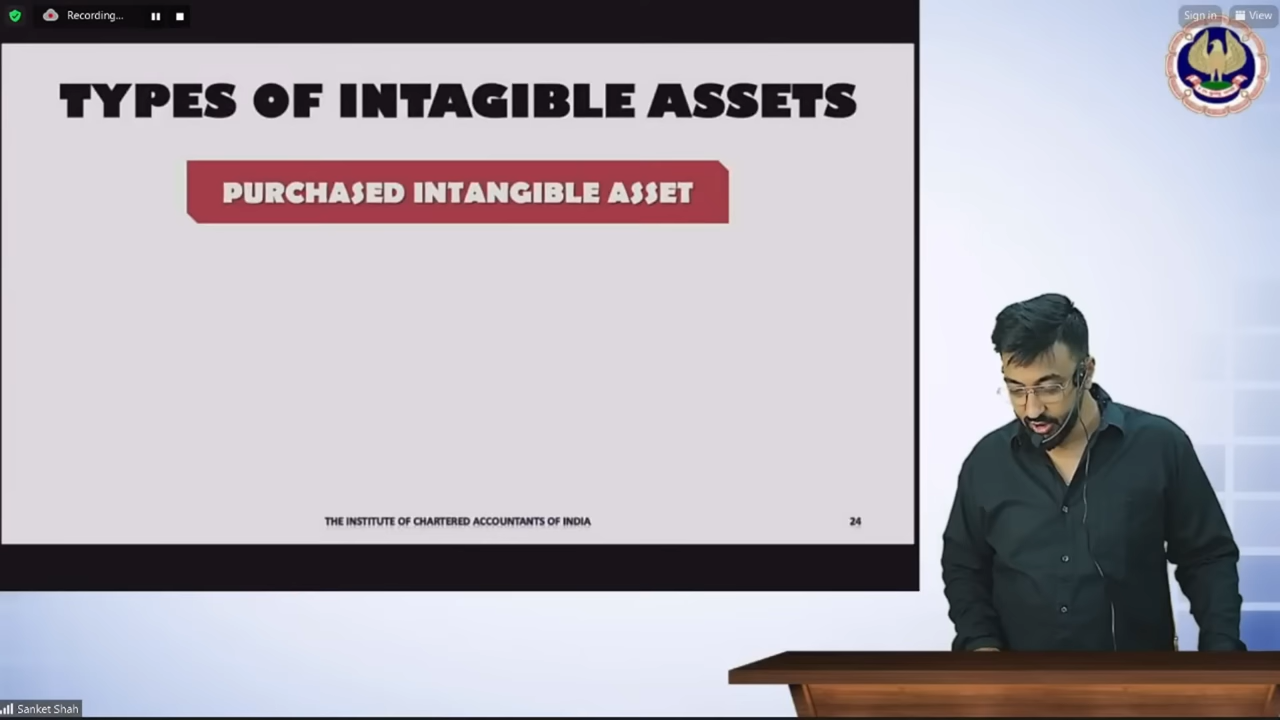 Recording...
Sign in
View
TYPES OF INTAGIBLE ASSETS
PURCHASED INTANGIBLE ASSET
THE INSTITUTE OF CHARTERED ACCOUNTANTS OF INDIA
24
Sanket Shah